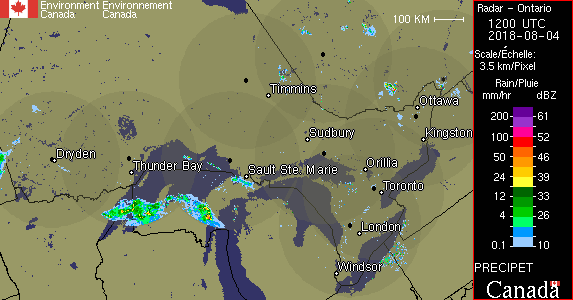 Environment Environnement
Canada Canada
100 KM
Timmins
Ottawa
Sudbury
Kingston
Dryden
Thunder Bay
Sault Ste. Marie
Orillia
Toronto
London
Windsor
Radar - Ontario
1200 UTC
2018-08-04
Scale/Échelle:
3.5 km/Pixel
Rain/Pluie
mm/hr dBZ
200 61
100 52
50 46
24 39
12 33
4 26
0.1 10
PRECIPET
Canada